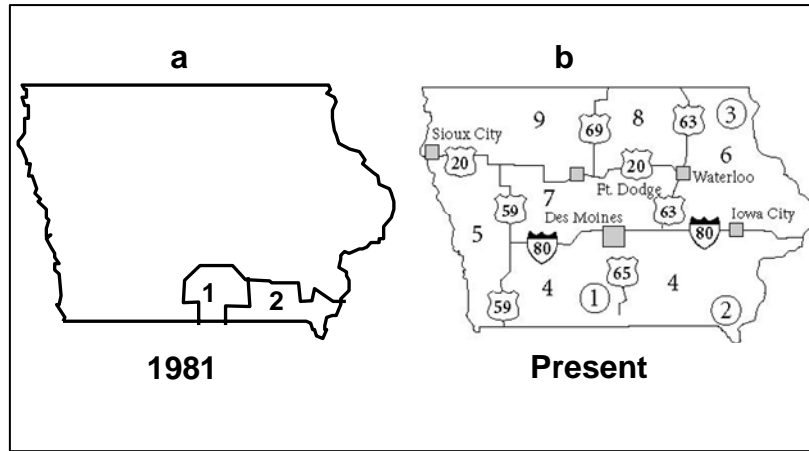 a
b
1
2
1981
9
8
3
69
63
Sioux City
20
20
6
Waterloo
Ft. Dodge
7
59
63
Iowa City
Des Moines
5
80
80
65
4
1
4
59
2
Present